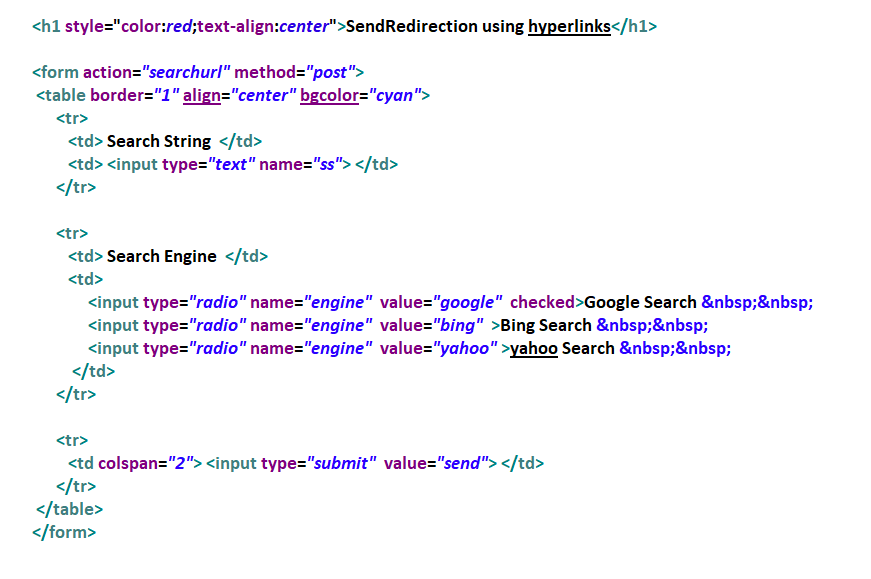 <h1 style="color:red;text-align:center">SendRedirection using hyperlinks</h1>
<form action="searchurl" method="post">
<table border="1" align="center" bgcolor="cyan">
<tr>
<td> Search String </td>
<td> <input type="text" name="ss"> </td>
</tr>
<tr>
<td> Search Engine </td>
<td>
<input type="radio" name="engine" value="google" checked>Google Search &nbsp;&nbsp;
<input type="radio" name="engine" value="bing" >Bing Search &nbsp;&nbsp;
<input type="radio" name="engine" value="yahoo" >yahoo Search &nbsp;&nbsp;
</td>
</tr>
<tr>
<td colspan="2"> <input type="submit" value="send"> </td>
</tr>
</table>
</form>